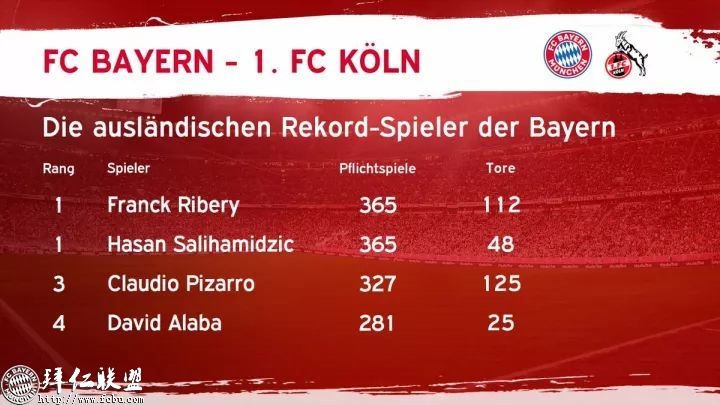 FC BAYERN - 1. FC KÖLN
FC BAYERN
MÜNCHEN
1.FC
KÖLN
Die ausländischen Rekord-Spieler der Bayern
Rang Spieler Pflichtspiele Tore
1 Franck Ribery 365 112
1 Hasan Salihamidzic 365 48
3 Claudio Pizarro 327 125
4 David Alaba 281 25
FC BAYERN
MÜNCHEN
拜仁联盟
http://www.fcbu.com